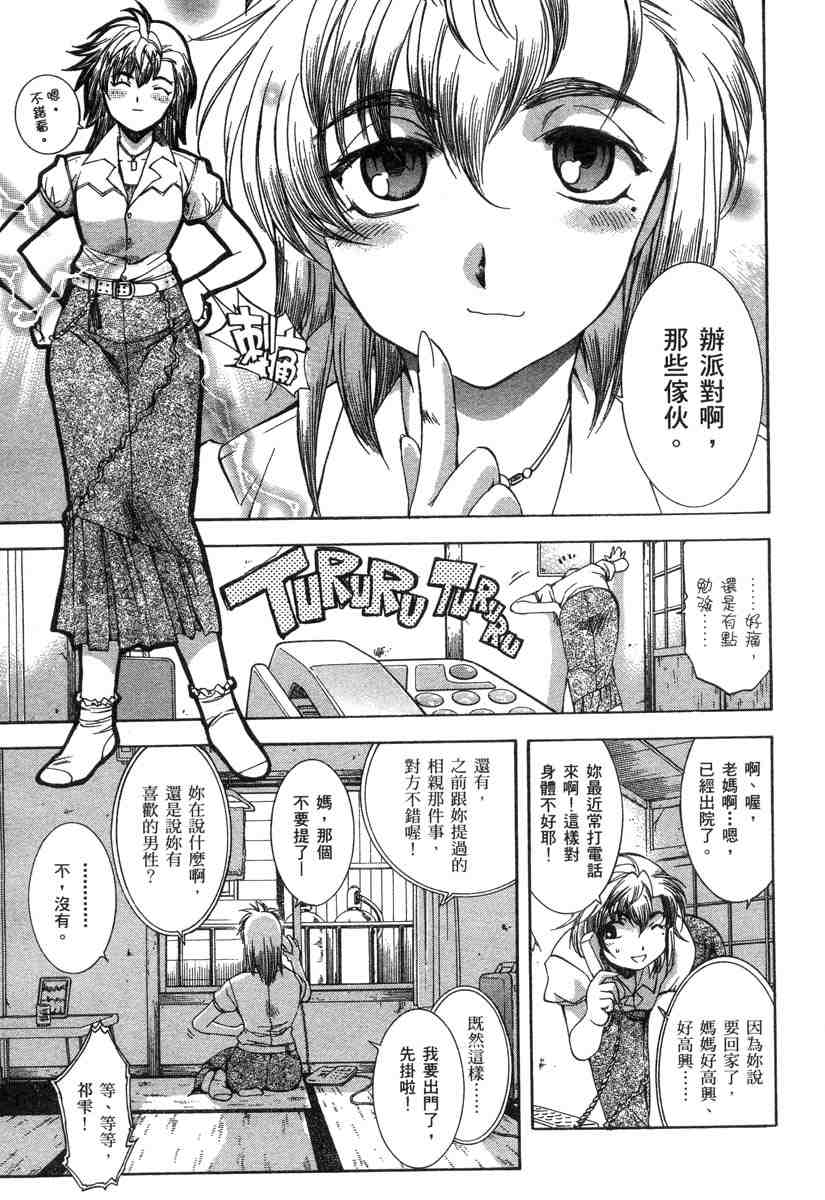 辦派對啊，
那些傢伙。
嗯。
不錯看。
刺痛
……好痛，
還是有點
勉強……
TURURU TURURU
啊、喔，
老媽啊…嗯，
已經出院了。
妳最近常打電話
來啊！這樣對
身體不好耶！
因為妳說
要回家了，
媽媽好高興、
好高興……
還有，
之前跟妳提過的
相親那件事，
對方不錯喔！
媽，那個
不要提了—
妳在說什麼啊，
還是說妳有
喜歡的男性？
…………
不，沒有。
既然這樣……
我要出門了，
先掛啦！
等、等等，
祁雫！